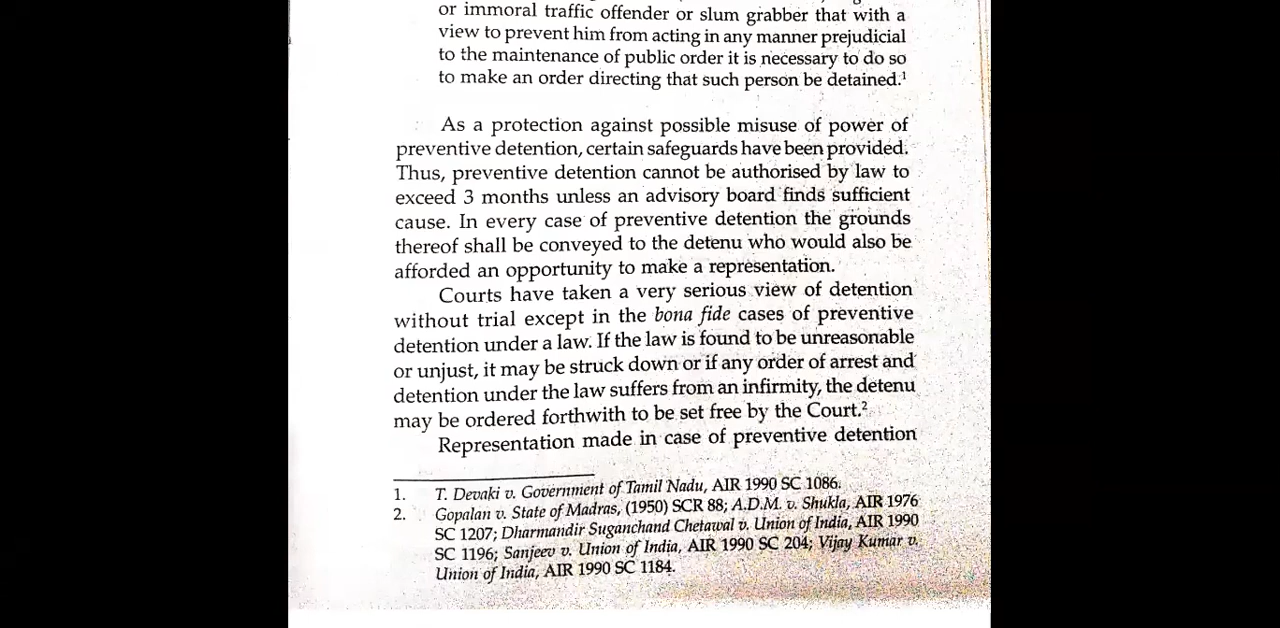 or immoral traffic offender or slum grabber that with a
view to prevent him from acting in any manner prejudicial
to the maintenance of public order it is necessary to do so
to make an order directing that such person be detained.¹
As a protection against possible misuse of power of
preventive detention, certain safeguards have been provided.
Thus, preventive detention cannot be authorised by law to
exceed 3 months unless an advisory board finds sufficient
cause. In every case of preventive detention the grounds
thereof shall be conveyed to the detenu who would also be
afforded an opportunity to make a representation.
Courts have taken a very serious view of detention
without trial except in the bona fide cases of preventive
detention under a law. If the law is found to be unreasonable
or unjust, it may be struck down or if any order of arrest and
detention under the law suffers from an infirmity, the detenu
may be ordered forthwith to be set free by the Court.²
Representation made in case of preventive detention
1. T. Devaki v. Government of Tamil Nadu, AIR 1990 SC 1086.
2. Gopalan v. State of Madras, (1950) SCR 88; A.D.M. v. Shukla, AIR 1976
SC 1207; Dharmandir Suganchand Chetawal v. Union of India, AIR 1990
SC 1196; Sanjeev v. Union of India, AIR 1990 SC 204; Vijay Kumar v.
Union of India, AIR 1990 SC 1184.